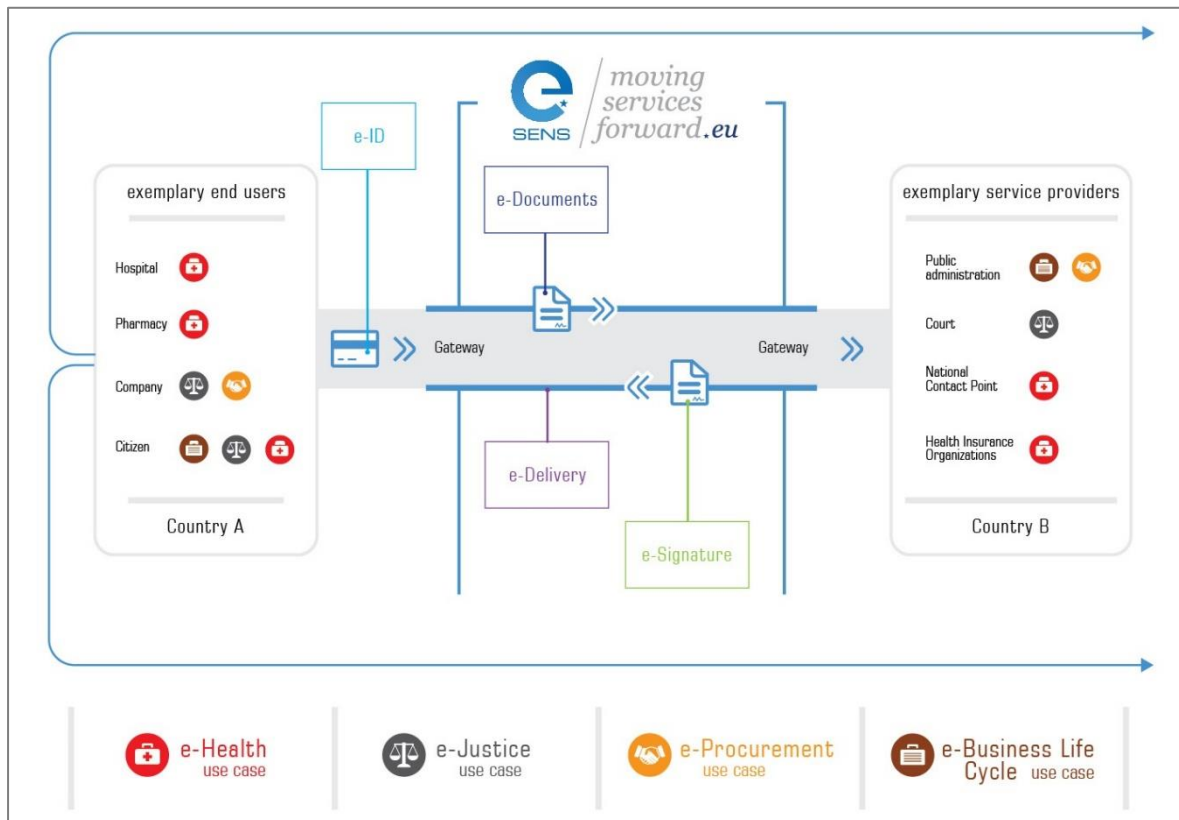 e
SENS
moving
services
forward.eu
e-ID
exemplary end users
e-Documents
exemplary service providers
Hospital
Pharmacy
Company
Citizen
Country A
Gateway
Gateway
e-Delivery
e-Signature
Public
administration
Court
National
Contact Point
Health Insurance
Organizations
Country B
e-Health
use case
e-Justice
use case
e-Procurement
use case
e-Business Life
Cycle use case